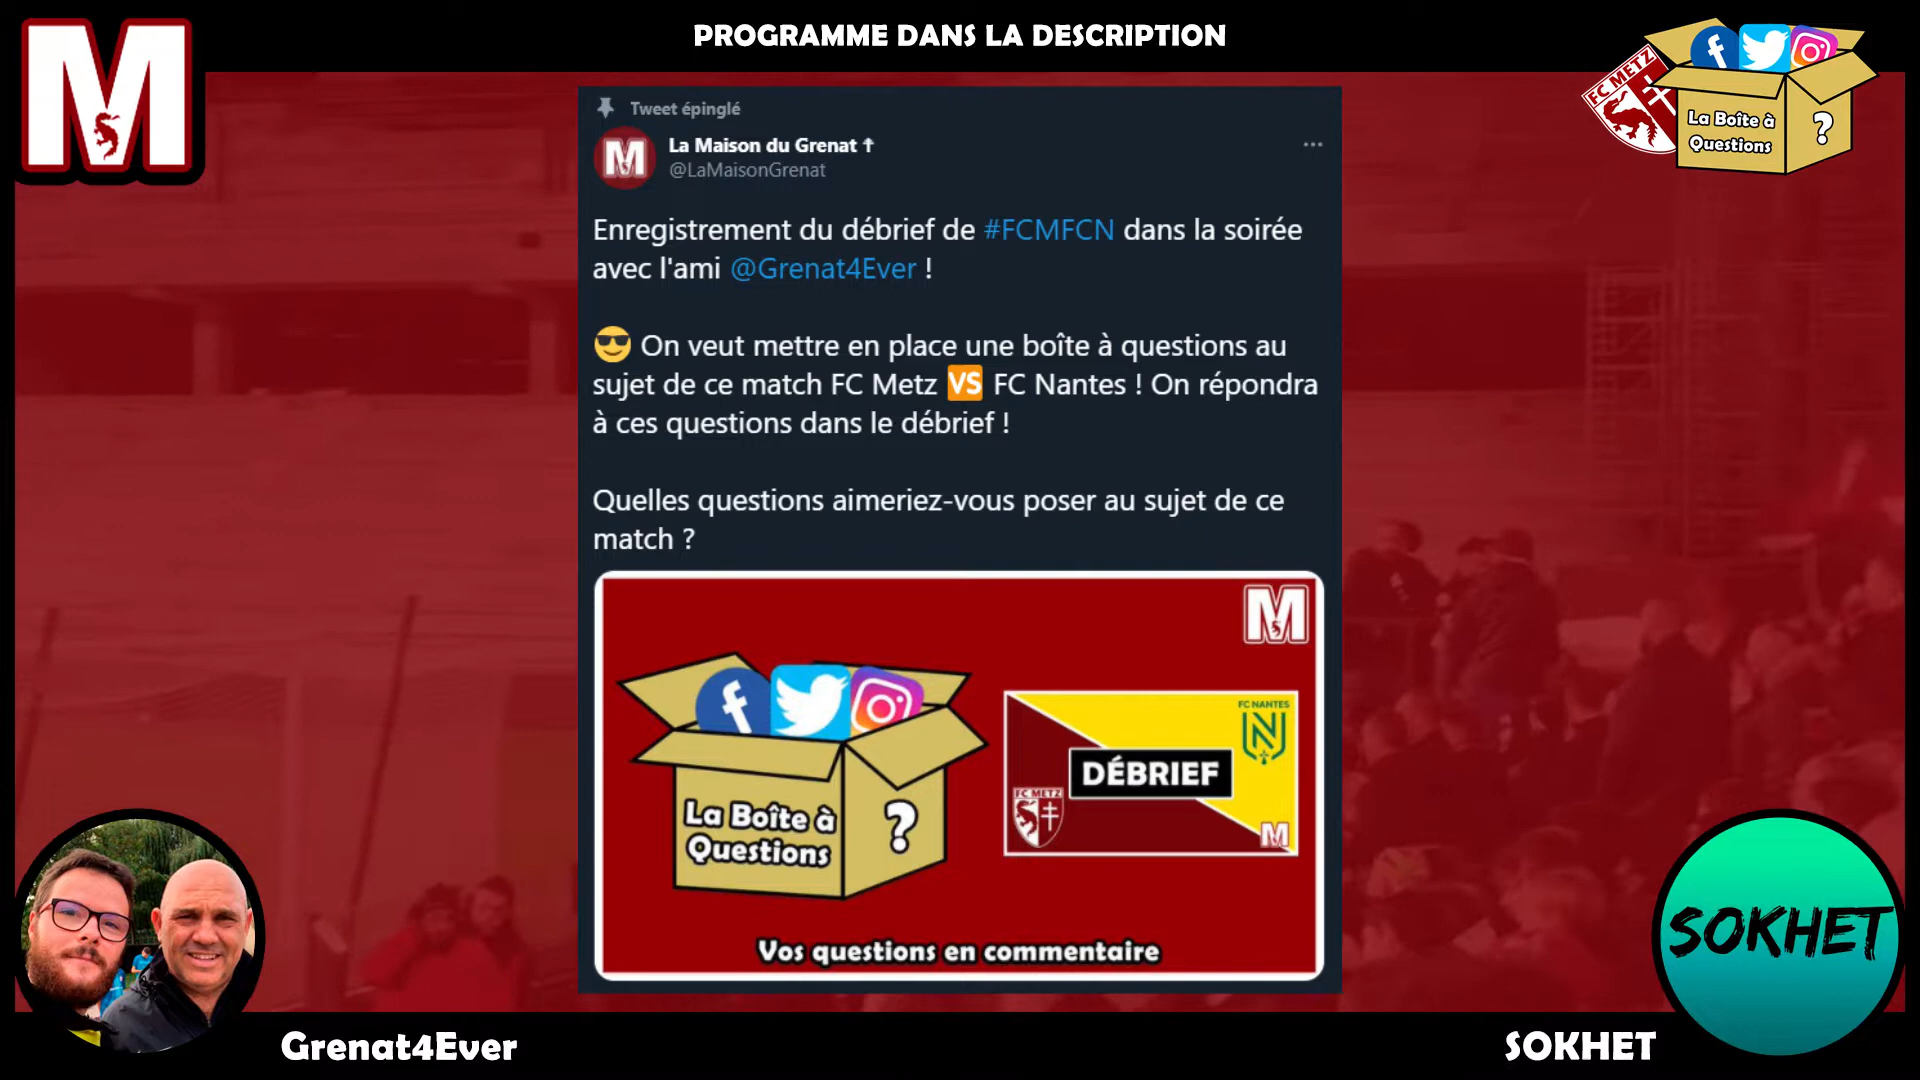 PROGRAMME DANS LA DESCRIPTION
M
FC METZ
La Boîte à
Questions
?
Tweet épinglé
M
La Maison du Grenat ✝
@LaMaisonGrenat
Enregistrement du débrief de #FCMFCN dans la soirée
avec l'ami @Grenat4Ever !
😎 On veut mettre en place une boîte à questions au
sujet de ce match FC Metz 🆚 FC Nantes ! On répondra
à ces questions dans le débrief !
Quelles questions aimeriez-vous poser au sujet de ce
match ?
M
La Boîte à
Questions
?
FC NANTES
N
DÉBRIEF
FC METZ
M
Vos questions en commentaire
Grenat4Ever
SOKHET
SOKHET